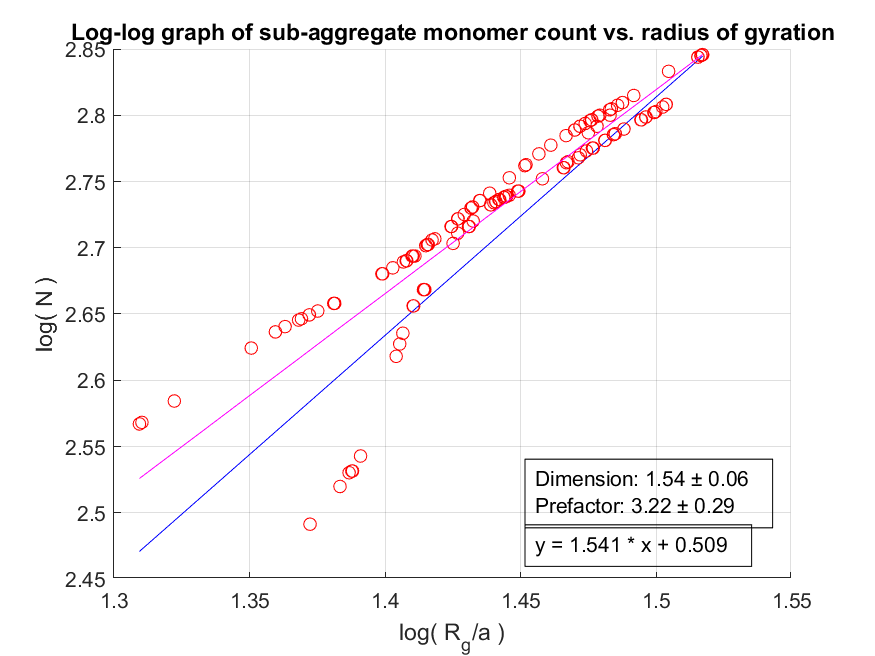 Log-log graph of sub-aggregate monomer count vs. radius of gyration
2.85
2.8
2.75
2.7
2.65
2.6
2.55
2.5
2.45
log( N )
Dimension: 1.54 ± 0.06
Prefactor: 3.22 ± 0.29
y = 1.541 * x + 0.509
1.3 1.35 1.4 1.45 1.5 1.55
log( R_g/a )